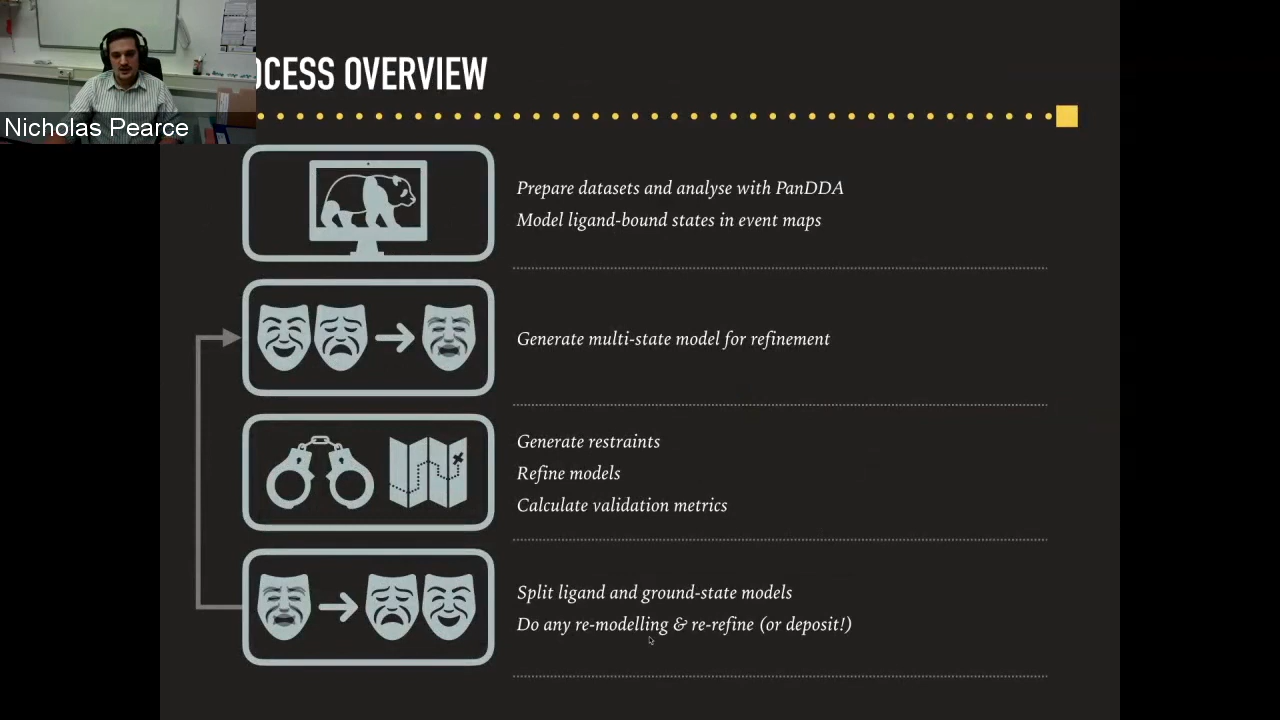 OCESS OVERVIEW
Nicholas Pearce
Prepare datasets and analyse with PanDDA
Model ligand-bound states in event maps
Generate multi-state model for refinement
Generate restraints
Refine models
Calculate validation metrics
Split ligand and ground-state models
Do any re-modelling & re-refine (or deposit!)